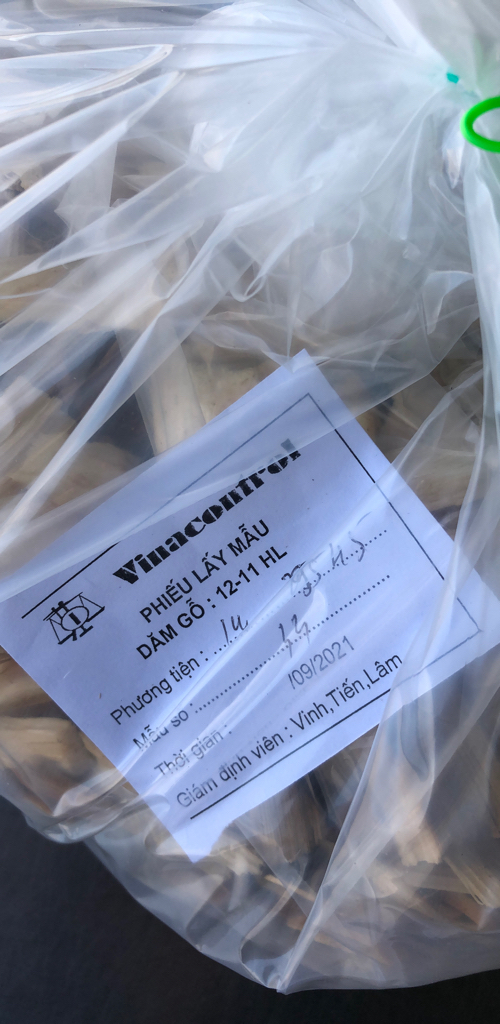 Vinacontrol
PHIẾU LẤY MẪU
DĂM GỖ : 12-11 HL
Phương tiện :
Mẫu số :
Thời gian : /09/2021
Giám định viên : Vinh,Tiến,Lâm